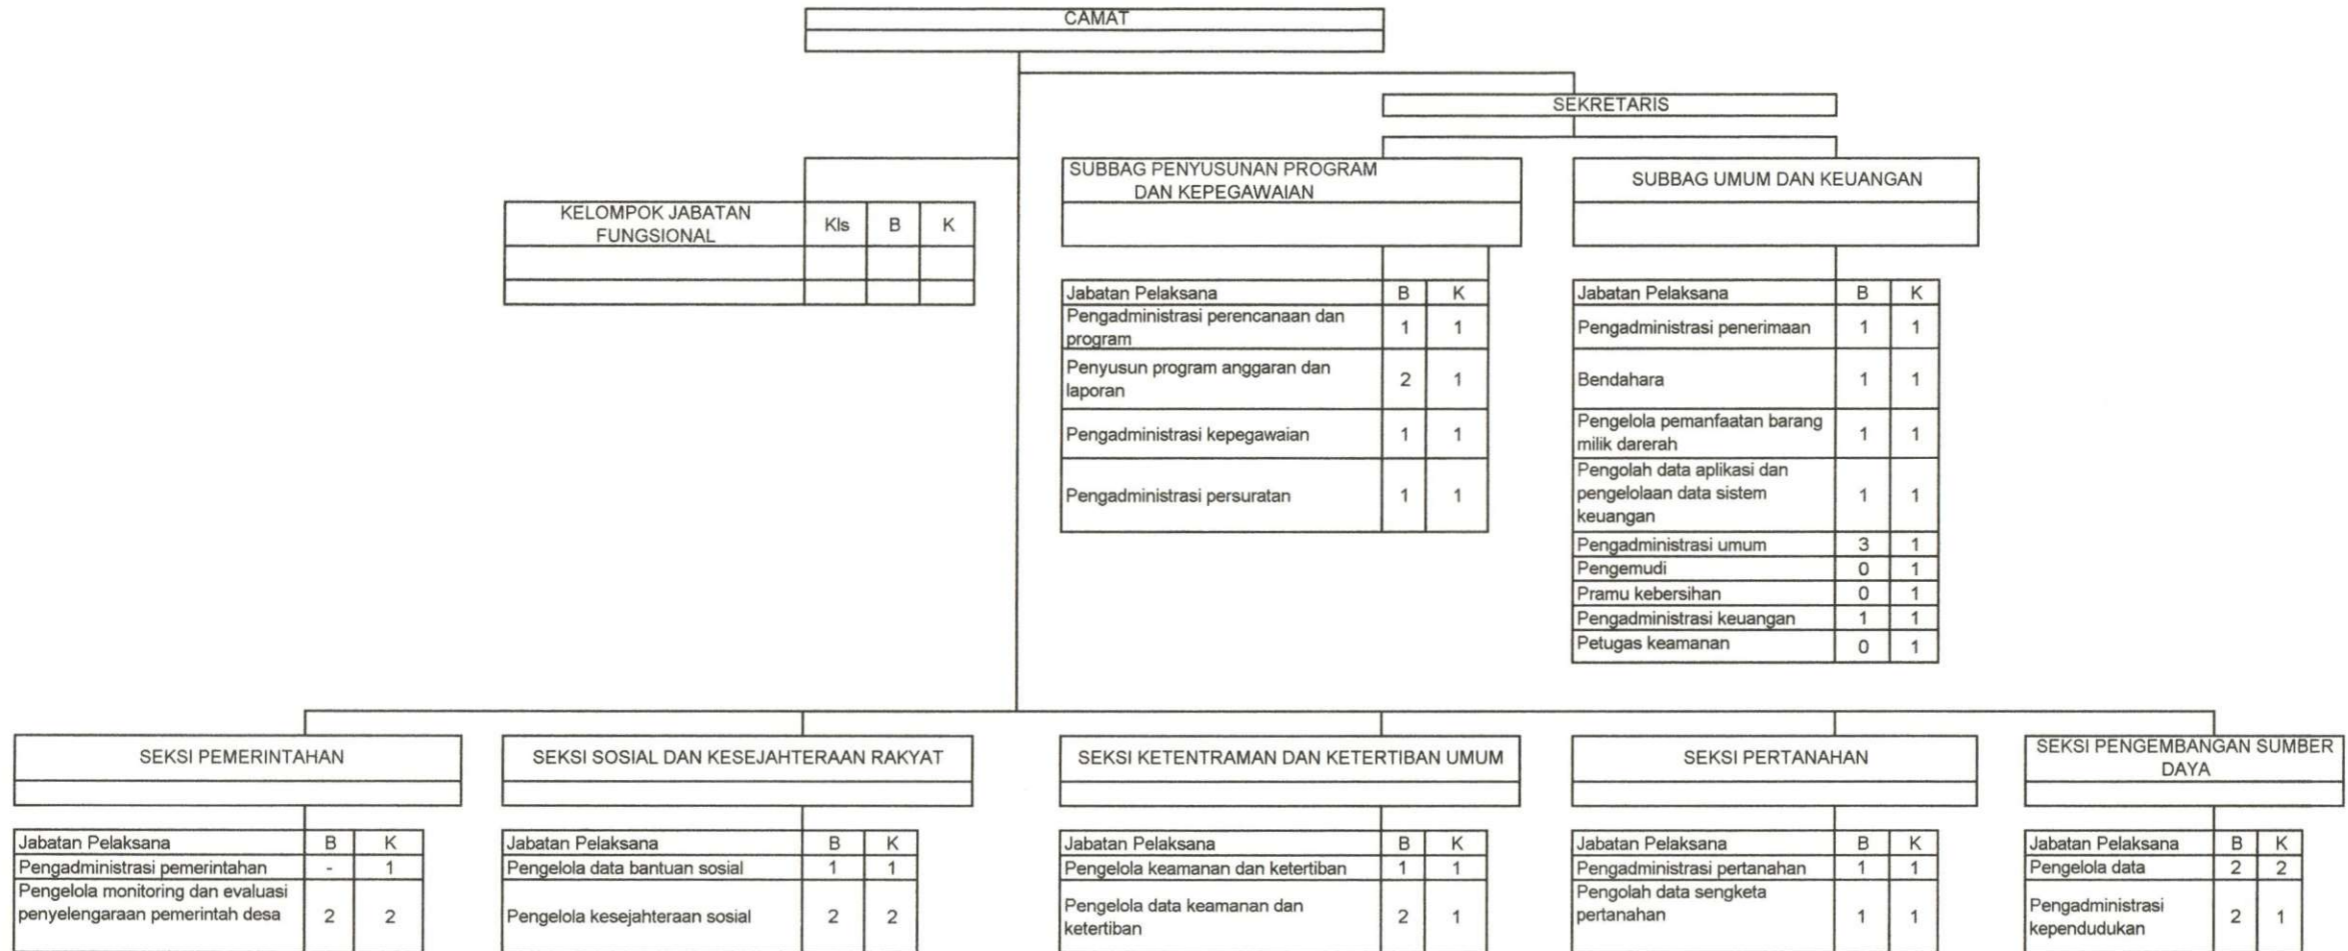 CAMAT
SEKRETARIS
KELOMPOK JABATAN
FUNGSIONAL
Kls B K
SUBBAG PENYUSUNAN PROGRAM
DAN KEPEGAWAIAN
Jabatan Pelaksana B K
Pengadministrasi perencanaan dan
program 1 1
Penyusun program anggaran dan
laporan 2 1
Pengadministrasi kepegawaian 1 1
Pengadministrasi persuratan 1 1
SUBBAG UMUM DAN KEUANGAN
Jabatan Pelaksana B K
Pengadministrasi penerimaan 1 1
Bendahara 1 1
Pengelola pemanfaatan barang
milik darerah 1 1
Pengolah data aplikasi dan
pengelolaan data sistem 1 1
keuangan
Pengadministrasi umum 3 1
Pengemudi 0 1
Pramu kebersihan 0 1
Pengadministrasi keuangan 1 1
Petugas keamanan 0 1
SEKSI PEMERINTAHAN
Jabatan Pelaksana B K
Pengadministrasi pemerintahan - 1
Pengelola monitoring dan evaluasi
penyelengaraan pemerintah desa 2 2
SEKSI SOSIAL DAN KESEJAHTERAAN RAKYAT
Jabatan Pelaksana B K
Pengelola data bantuan sosial 1 1
Pengelola kesejahteraan sosial 2 2
SEKSI KETENTRAMAN DAN KETERTIBAN UMUM
Jabatan Pelaksana B K
Pengelola keamanan dan ketertiban 1 1
Pengelola data keamanan dan
ketertiban 2 1
SEKSI PERTANAHAN
Jabatan Pelaksana B K
Pengadministrasi pertanahan 1 1
Pengolah data sengketa
pertanahan 1 1
SEKSI PENGEMBANGAN SUMBER
DAYA
Jabatan Pelaksana B K
Pengelola data 2 2
Pengadministrasi
kependudukan 2 1